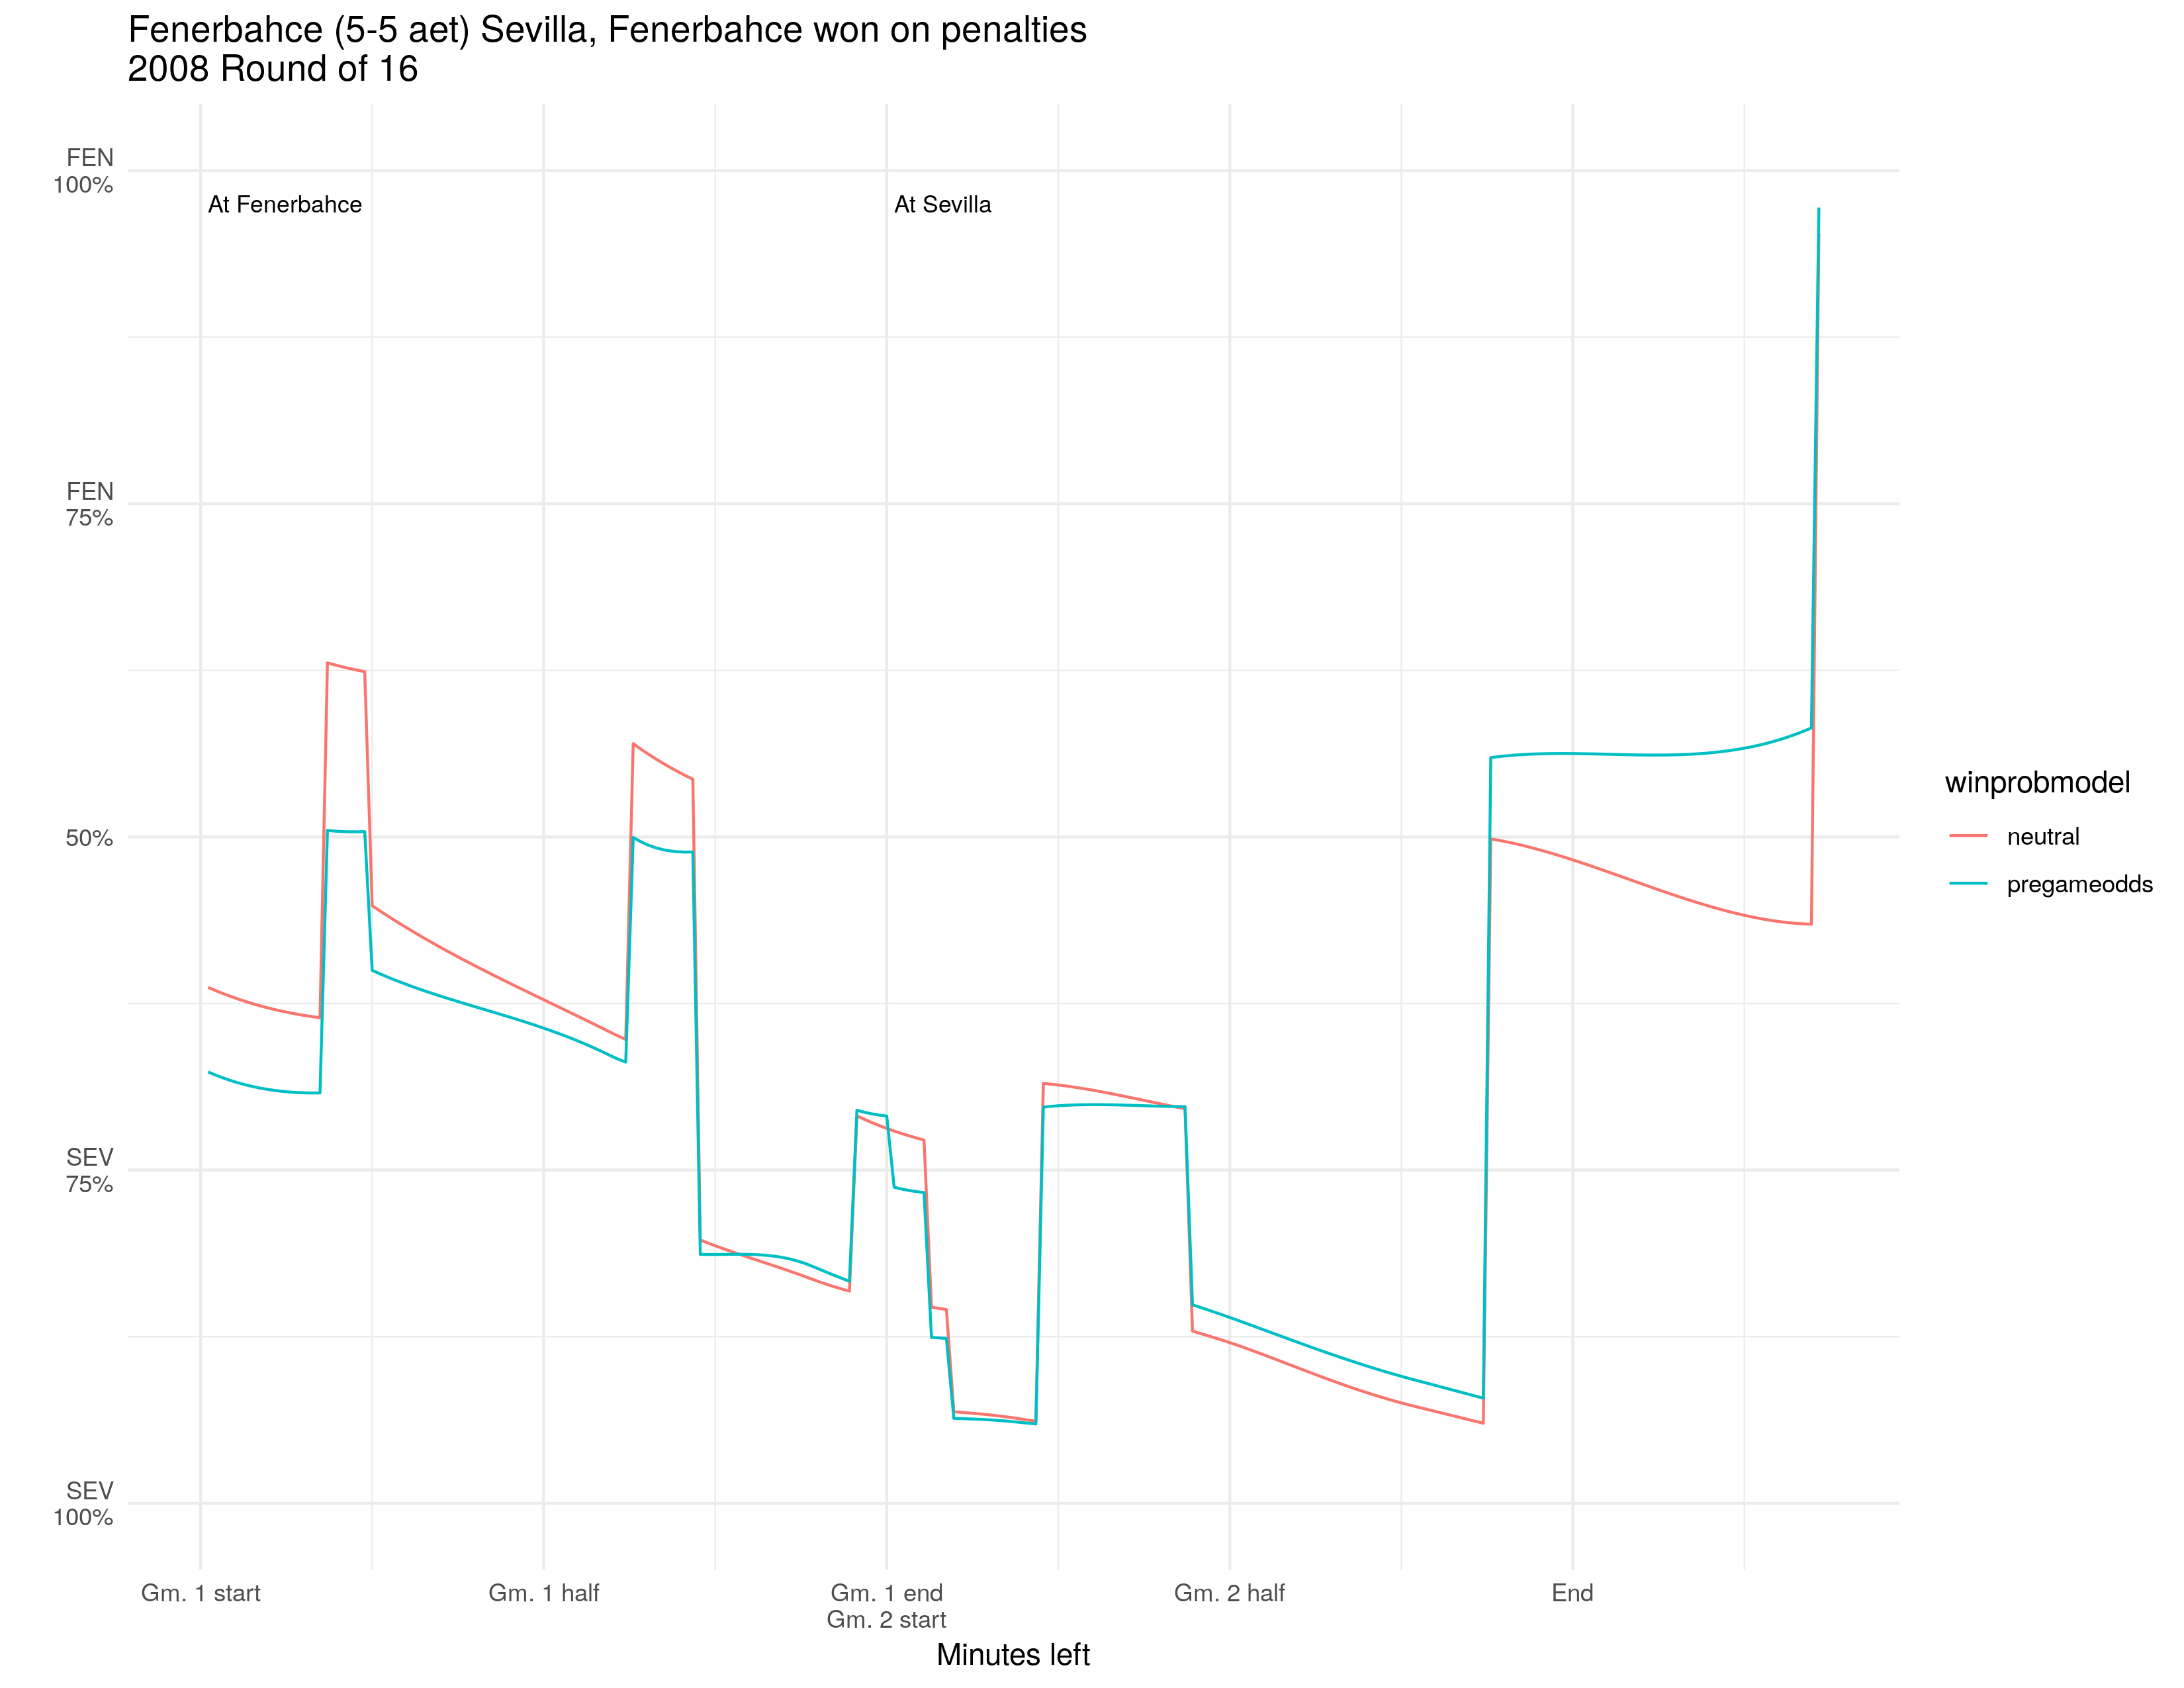 Fenerbahce (5-5 aet) Sevilla, Fenerbahce won on penalties
2008 Round of 16
FEN
100%
At Fenerbahce
At Sevilla
FEN
75%
50%
SEV
75%
SEV
100%
winprobmodel
neutral
pregameodds
Gm. 1 start
Gm. 1 half
Gm. 1 end
Gm. 2 start
Gm. 2 half
End
Minutes left